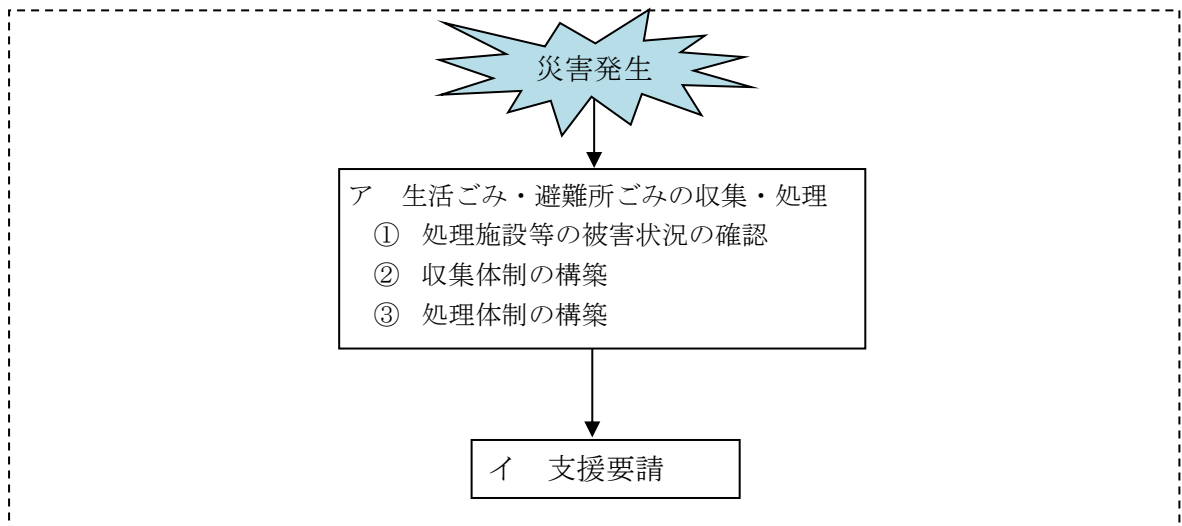 災害発生
ア　生活ごみ・避難所ごみの収集・処理
①　処理施設等の被害状況の確認
②　収集体制の構築
③　処理体制の構築
イ　支援要請